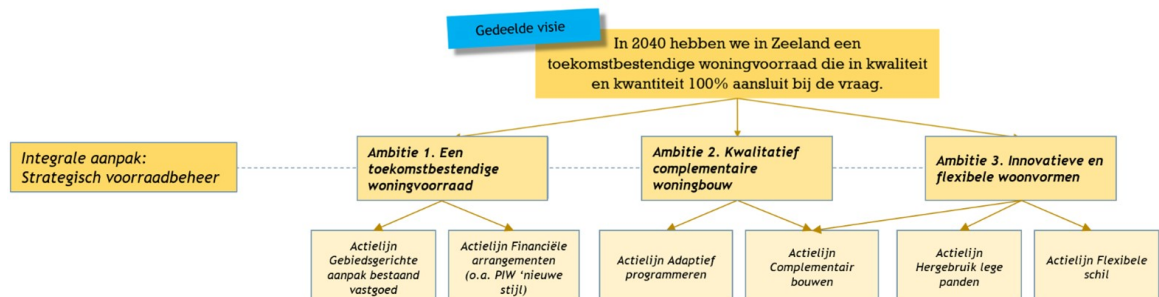 Gedeelde visie
In 2040 hebben we in Zeeland een
toekomstbestendige woningvoorraad die in kwaliteit
en kwantiteit 100% aansluit bij de vraag.
Integrale aanpak:
Strategisch voorraadbeheer
Ambitie 1. Een
toekomstbestendige
woningvoorraad
Ambitie 2. Kwalitatief
complementaire
woningbouw
Ambitie 3. Innovatieve en
flexibele woonvormen
Actielijn
Gebiedsgerichte
aanpak bestaand
vastgoed
Actielijn Financiële
arrangementen
(o.a. PIW ‘nieuwe
stijl)
Actielijn Adaptief
programmeren
Actielijn
Complementair
bouwen
Actielijn
Hergebruik lege
panden
Actielijn Flexibele
schil